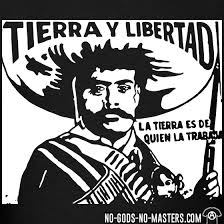 TIERRA Y LIBERTAD
LA TIERRA ES DE
QUIEN LA TRABAJA
NO-GODS-NO-MASTERS.COM